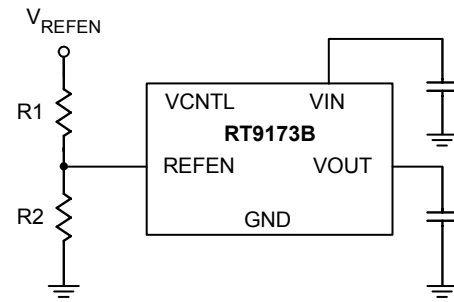 VREFEN
R1
VCNTL VIN
RT9173B
REFEN VOUT
R2
GND